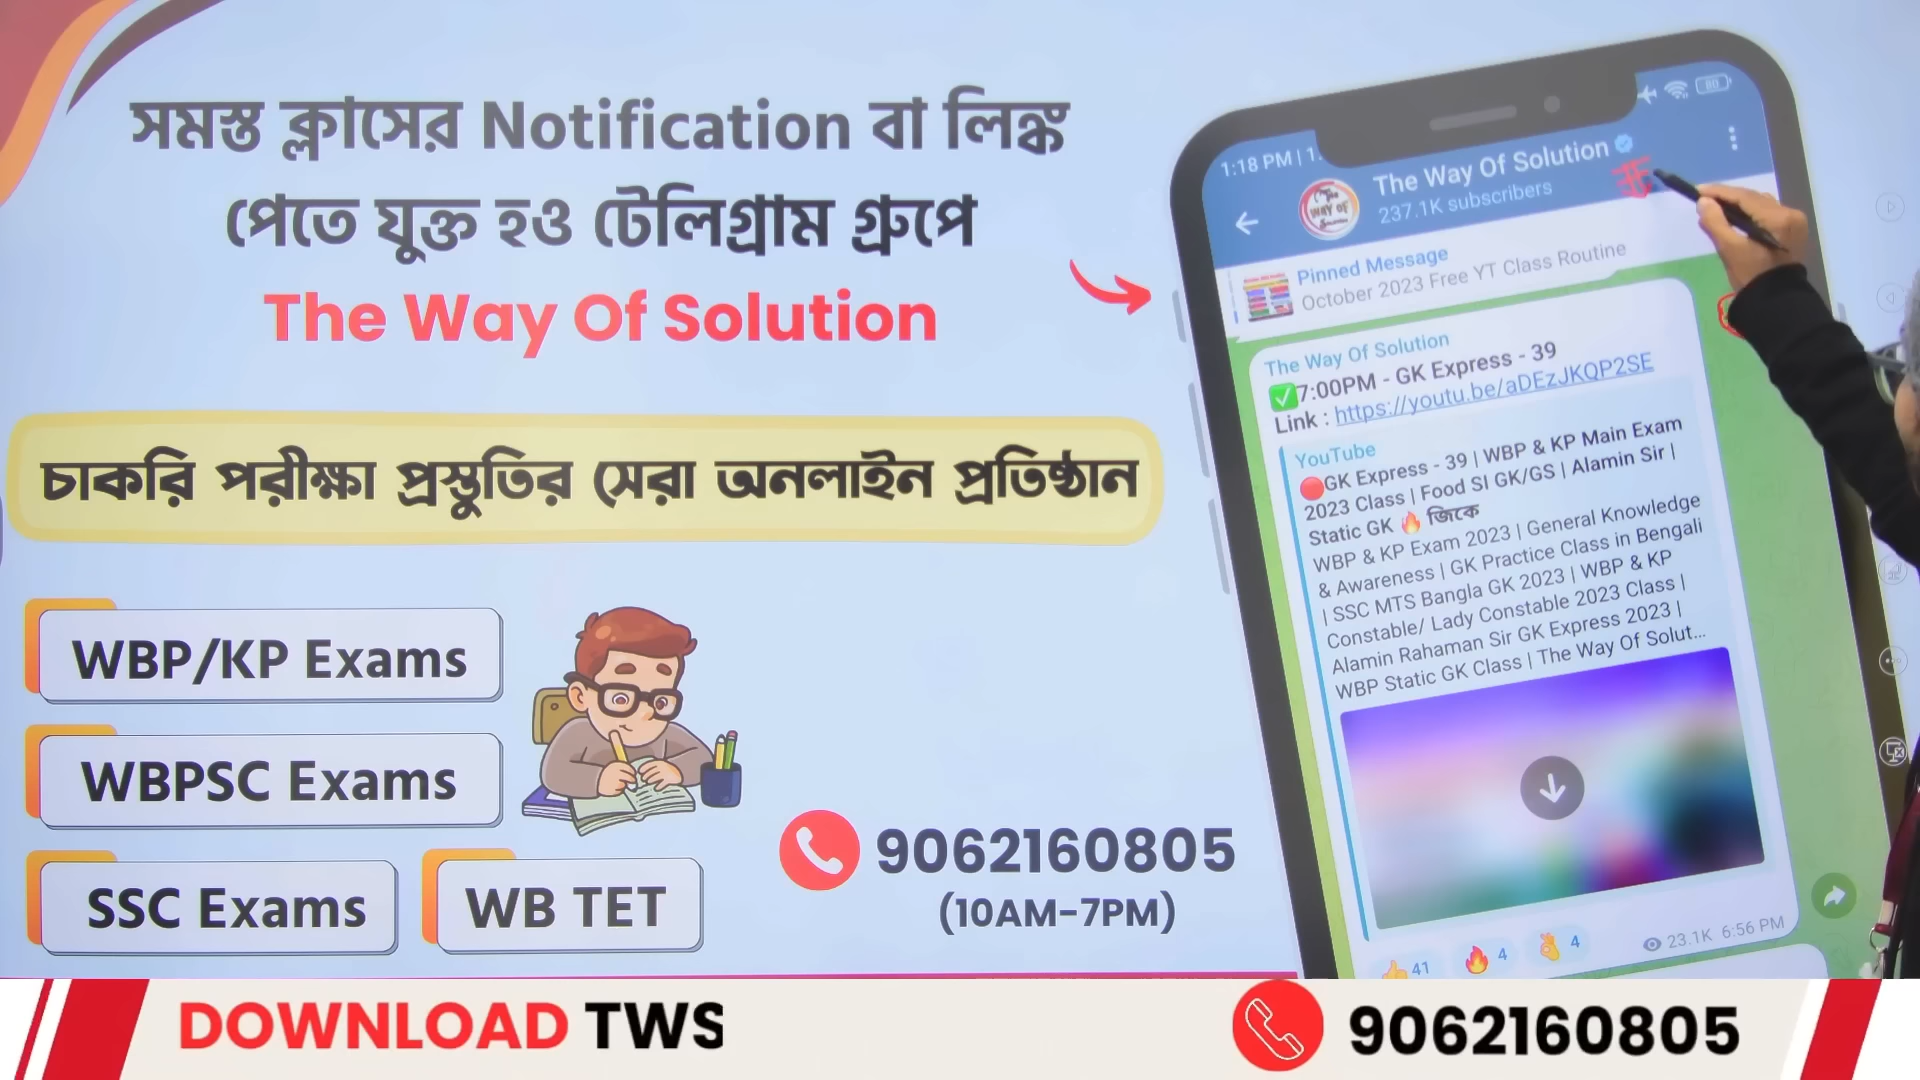 সমস্ত ক্লাসের Notification বা লিঙ্ক
পেতে যুক্ত হও টেলিগ্রাম গ্রুপে
The Way Of Solution
চাকরি পরীক্ষা প্রস্তুতির সেরা অনলাইন প্রতিষ্ঠান
WBP/KP Exams
WBPSC Exams
SSC Exams
WB TET
9062160805
(10AM-7PM)
1:18 PM | 1.
80
The Way Of Solution
237.1K subscribers
Pinned Message
October 2023 Free YT Class Routine
The Way Of Solution
✅7:00PM - GK Express - 39
Link : https://youtu.be/aDEzJKQP2SE
YouTube
🔴GK Express - 39 | WBP & KP Main Exam
2023 Class | Food SI GK/GS | Alamin Sir |
Static GK 🔥 জিকে
WBP & KP Exam 2023 | General Knowledge
& Awareness | GK Practice Class in Bengali
| SSC MTS Bangla GK 2023 | WBP & KP
Constable/ Lady Constable 2023 Class |
Alamin Rahaman Sir GK Express 2023 |
WBP Static GK Class | The Way Of Solut...
👍 41 🔥 4 👌 4
23.1K 6:56 PM
DOWNLOAD TWS
9062160805